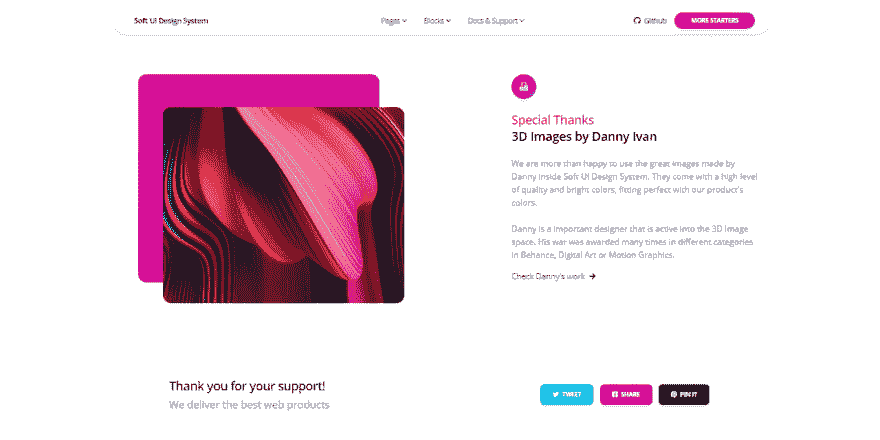 Soft UI Design System
Pages
Blocks
Docs & Support
Github
MORE STARTERS
Special Thanks
3D Images by Danny Ivan
We are more than happy to use the great images made by
Danny inside Soft UI Design System. They come with a high level
of quality and bright colors, fitting perfect with our product's
colors.
Danny is a important designer that is active into the 3D Image
space. His war was awarded many times in different categories
in Behance, Digital Art or Motion Graphics.
Check Danny's work
Thank you for your support!
We deliver the best web products
TWEET
SHARE
PIN IT